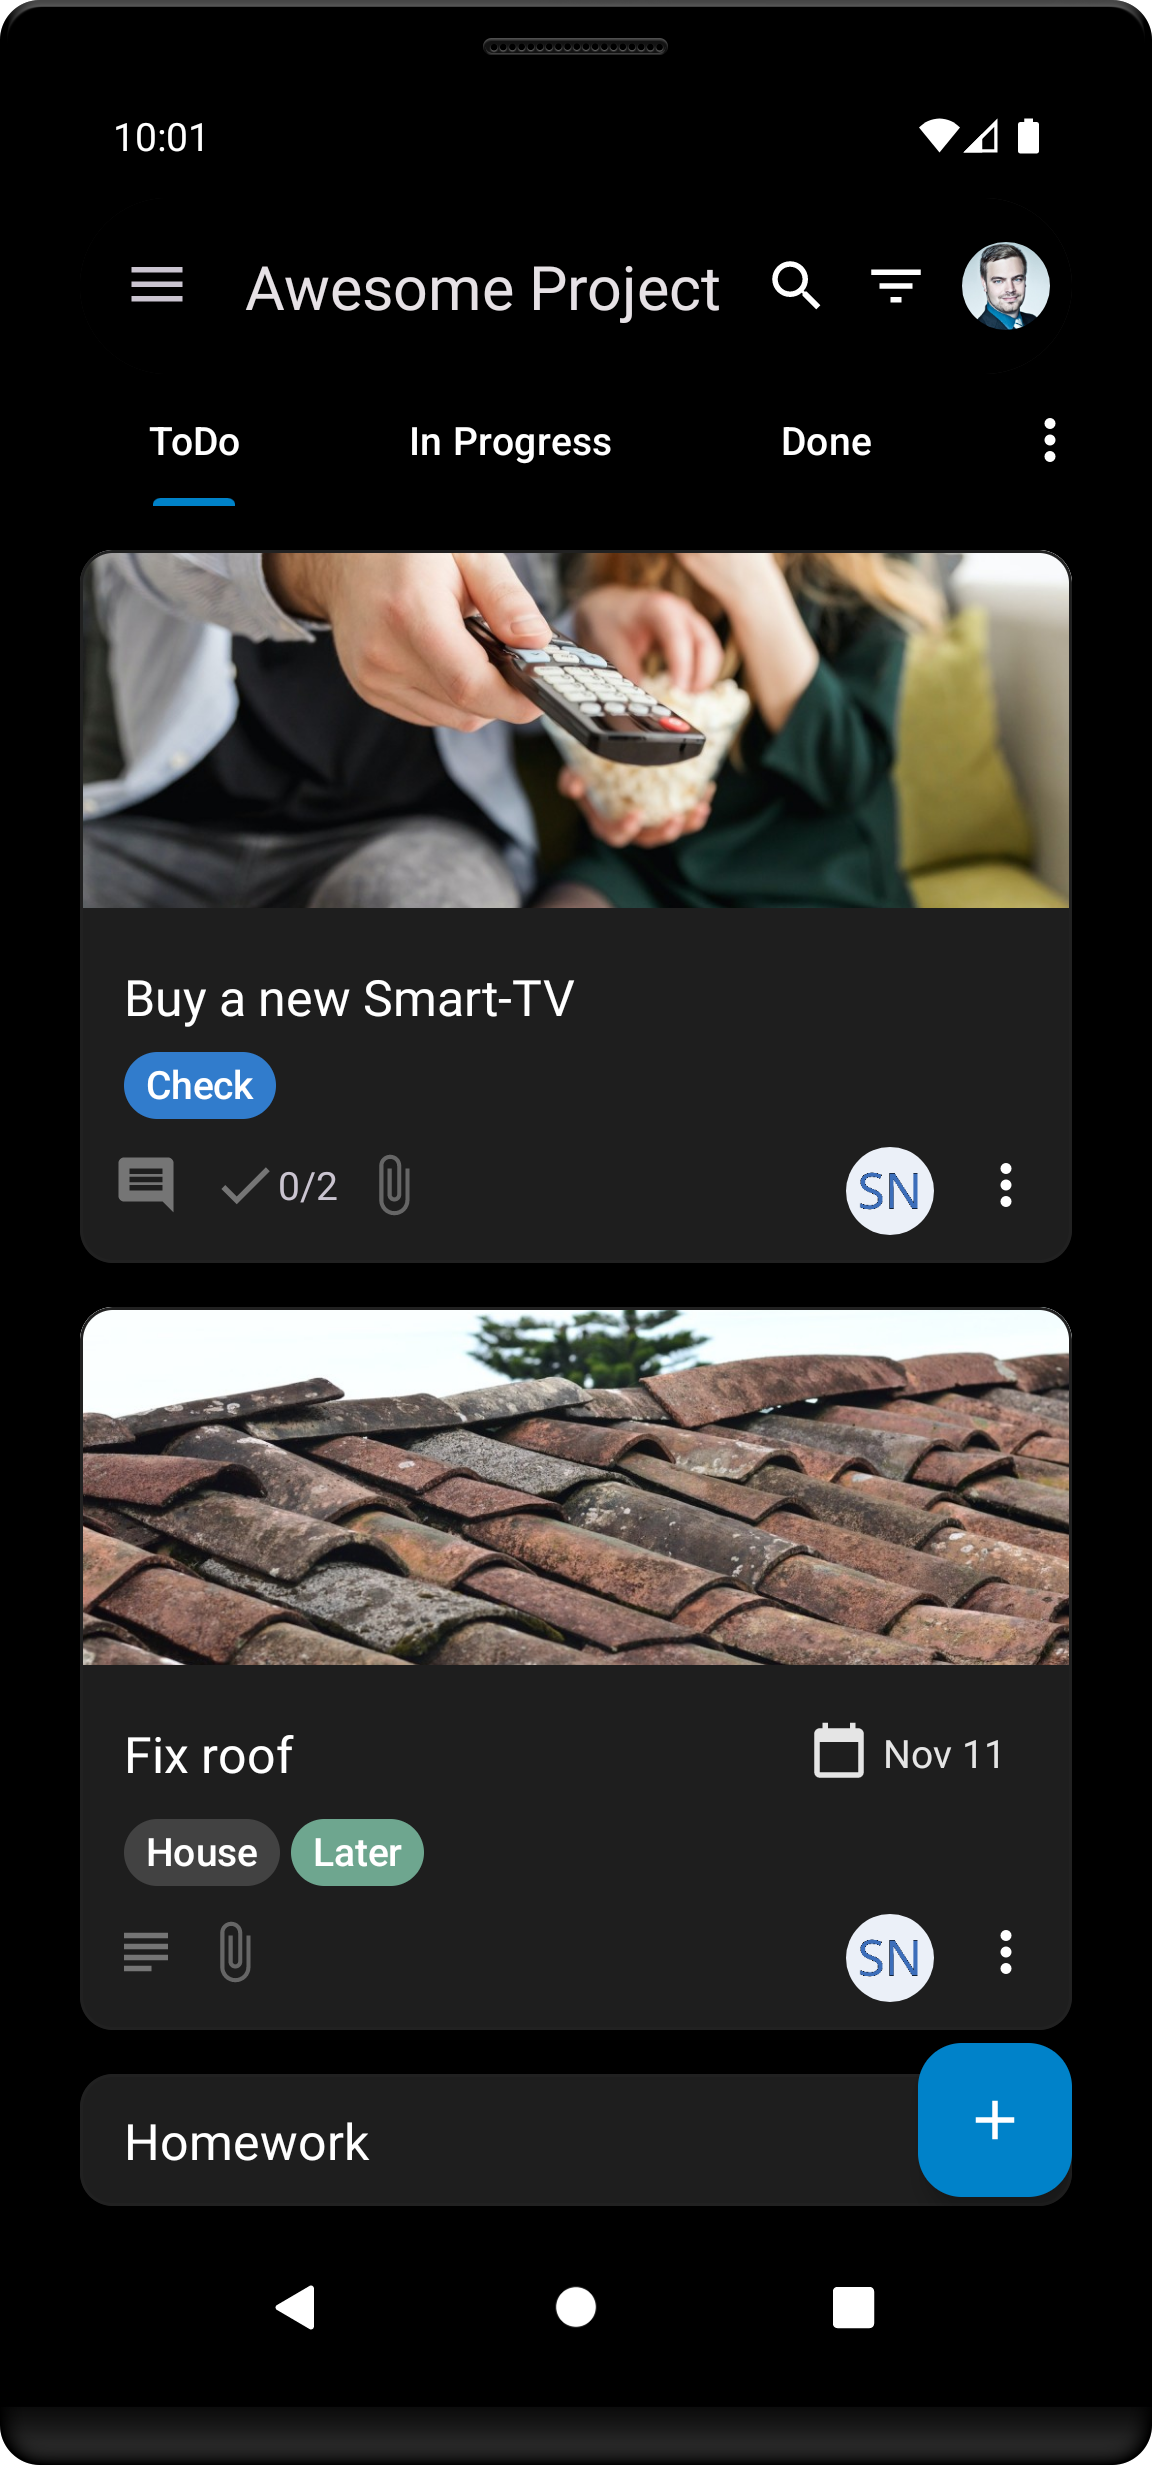 10:01
Awesome Project
ToDo In Progress Done
Buy a new Smart-TV
Check
0/2 SN
Fix roof Nov 11
House Later
SN
Homework